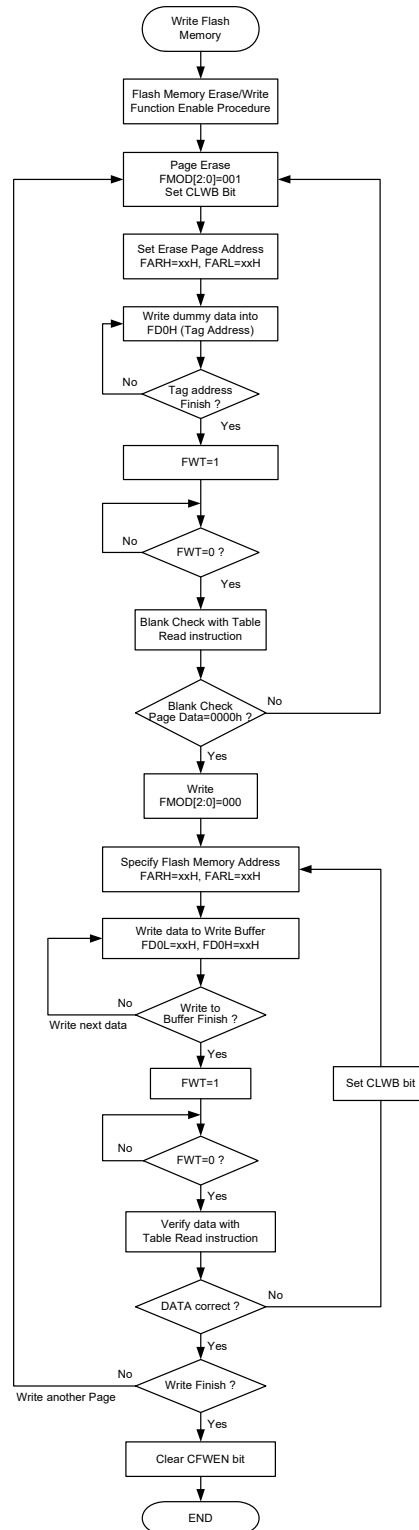 Write Flash
Memory
Flash Memory Erase/Write
Function Enable Procedure
Page Erase
FMOD[2:0]=001
Set CLWB Bit
Set Erase Page Address
FARH=xxH, FARL=xxH
Write dummy data into
FD0H (Tag Address)
No
Tag address
Finish ?
Yes
FWT=1
No
FWT=0 ?
Yes
Blank Check with Table
Read instruction
No
Blank Check
Page Data=0000h ?
Yes
Write
FMOD[2:0]=000
Specify Flash Memory Address
FARH=xxH, FARL=xxH
Write data to Write Buffer
FD0L=xxH, FD0H=xxH
No
Write next data
Write to
Buffer Finish ?
Yes
FWT=1
Set CLWB bit
No
FWT=0 ?
Yes
Verify data with
Table Read instruction
DATA correct ?
No
Yes
No
Write Finish ?
Write another Page
Yes
Clear CFWEN bit
END